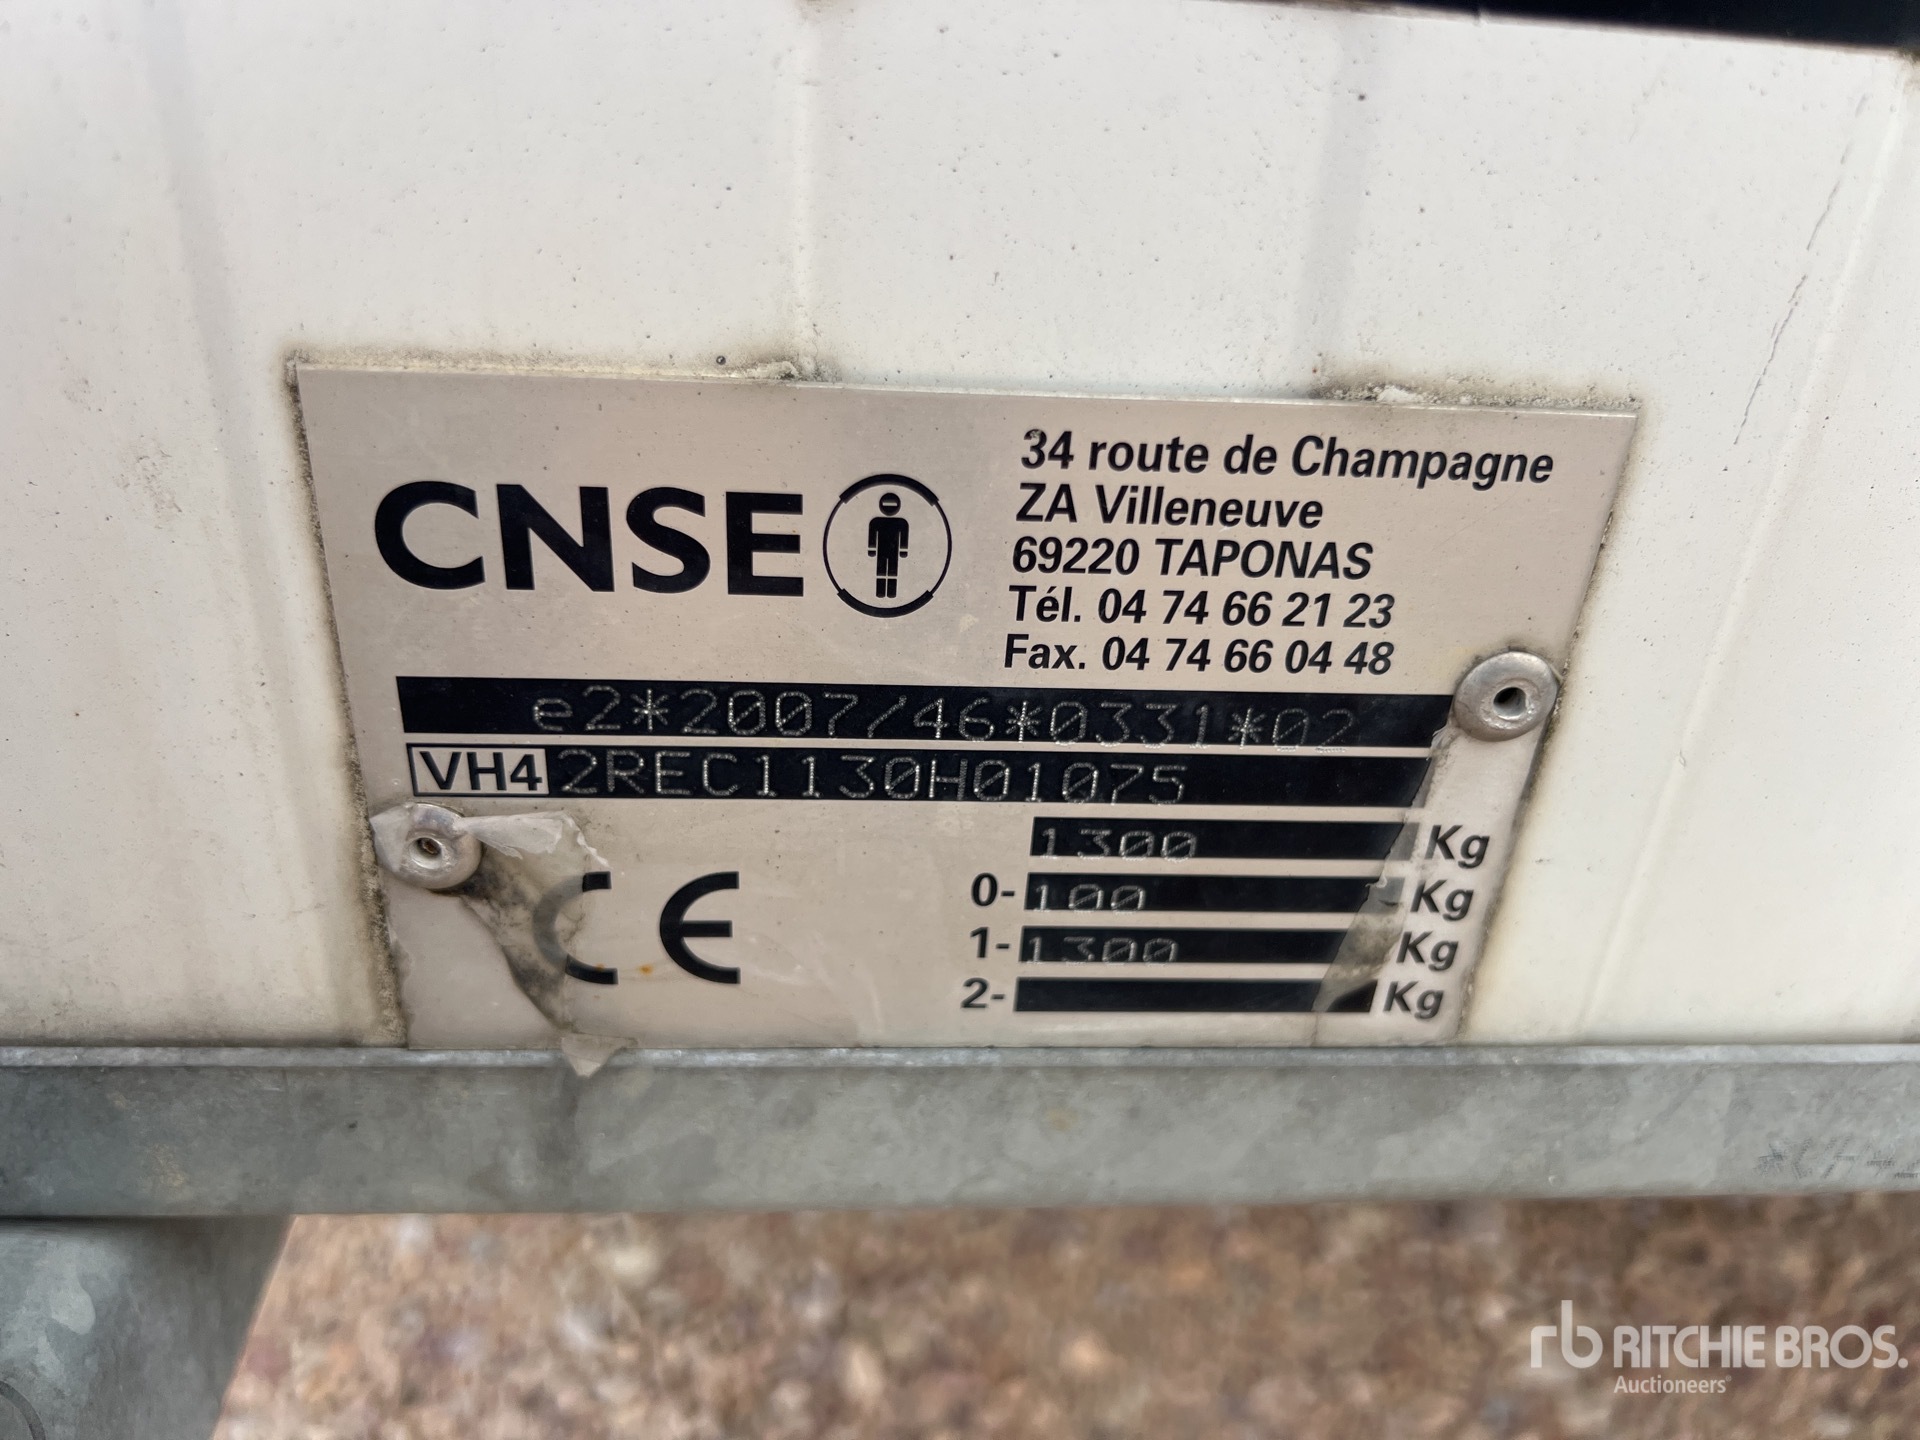 CNSE
34 route de Champagne
ZA Villeneuve
69220 TAPONAS
Tél. 04 74 66 21 23
Fax. 04 74 66 04 48
e2*2007/46*0331*02
VH4 2REC1130H01075
1300 Kg
0- 100 Kg
1- 1300 Kg
2- Kg
CE
rb RITCHIE BROS.
Auctioneers